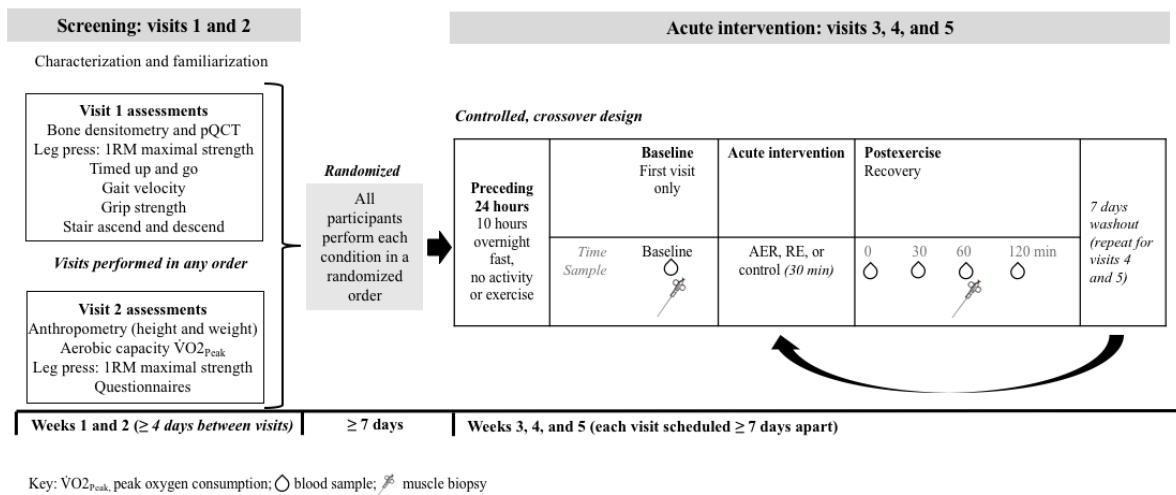 Screening: visits 1 and 2
Acute intervention: visits 3, 4, and 5
Characterization and familiarization
Visit 1 assessments
Bone densitometry and pQCT
Leg press: 1RM maximal strength
Timed up and go
Gait velocity
Grip strength
Stair ascend and descend
Visits performed in any order
Visit 2 assessments
Anthropometry (height and weight)
Aerobic capacity V̇O2Peak
Leg press: 1RM maximal strength
Questionnaires
Randomized
All
participants
perform each
condition in a
randomized
order
Controlled, crossover design
Preceding
24 hours
10 hours
overnight
fast,
no activity
or exercise
Baseline
First visit
only
Acute intervention
Postexercise
Recovery
Time
Sample
Baseline
AER, RE, or
control (30 min)
0 30 60 120 min
7 days
washout
(repeat for
visits 4
and 5)
Weeks 1 and 2 (≥ 4 days between visits)
≥ 7 days
Weeks 3, 4, and 5 (each visit scheduled ≥ 7 days apart)
Key: V̇O2Peak, peak oxygen consumption; blood sample; muscle biopsy